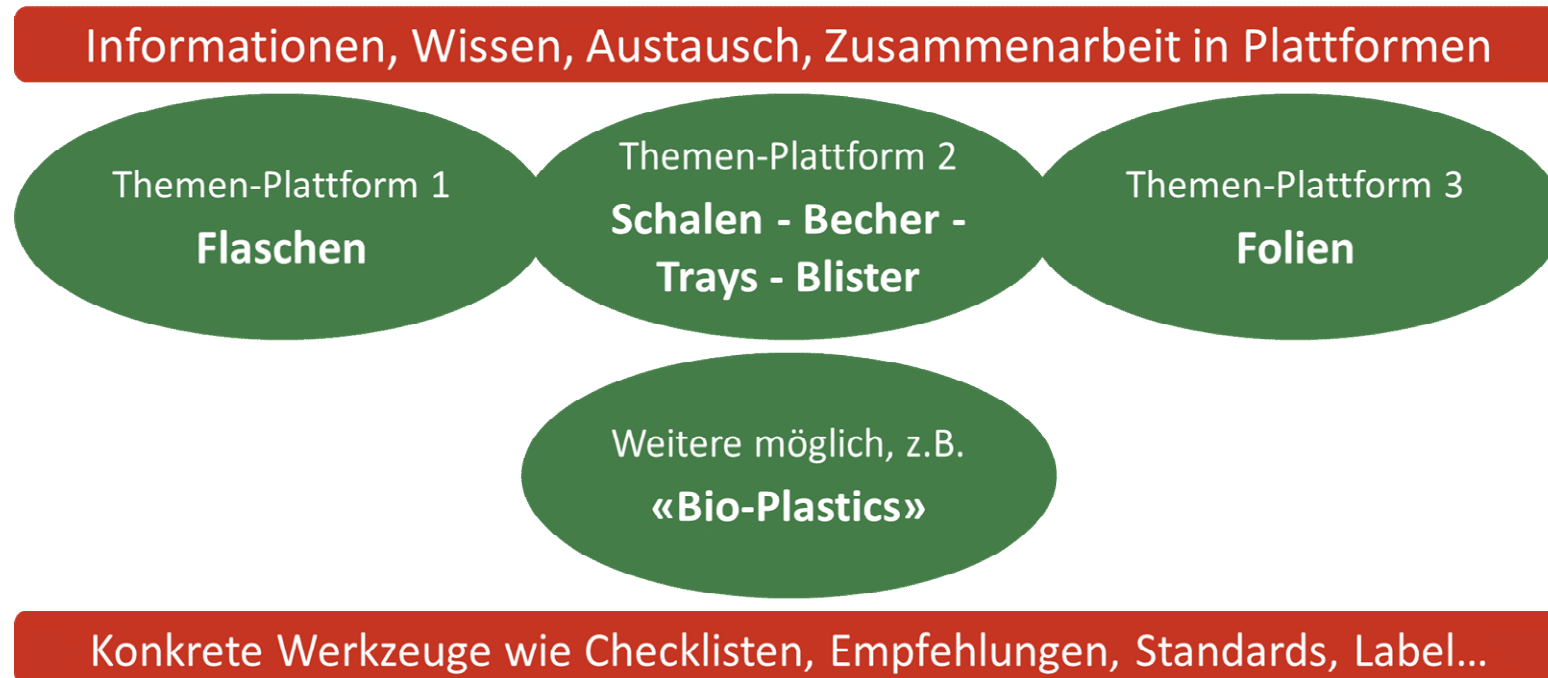 Informationen, Wissen, Austausch, Zusammenarbeit in Plattformen
Themen-Plattform 1
Flaschen
Themen-Plattform 2
Schalen - Becher -
Trays - Blister
Themen-Plattform 3
Folien
Weitere möglich, z.B.
«Bio-Plastics»
Konkrete Werkzeuge wie Checklisten, Empfehlungen, Standards, Label...